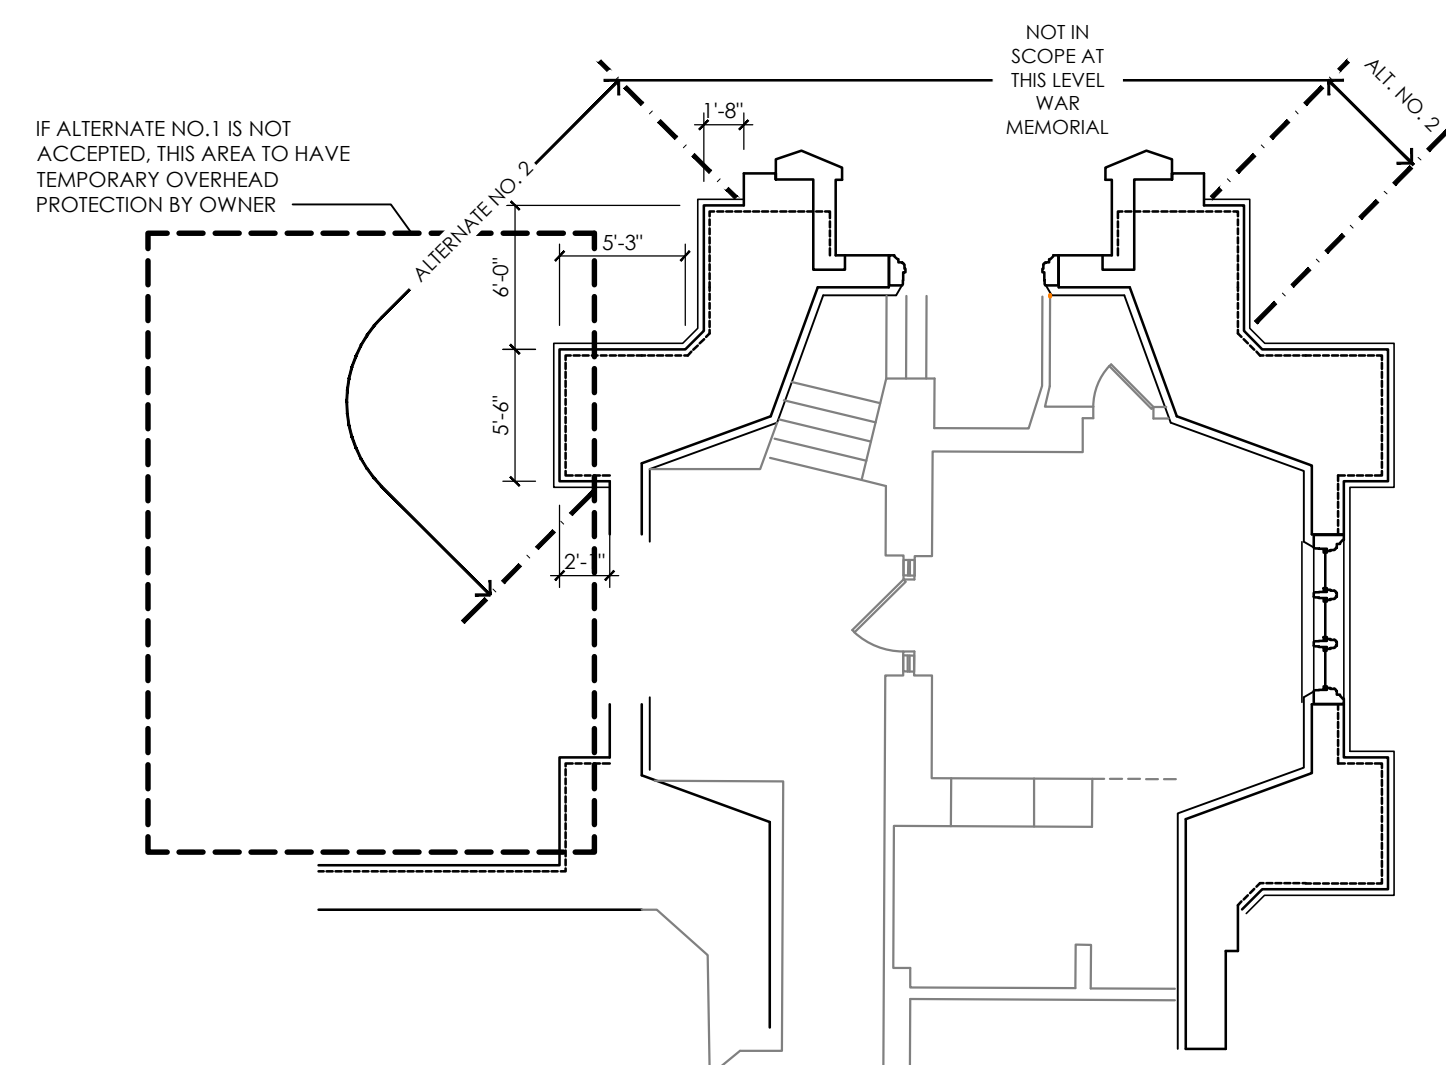 NOT IN
SCOPE AT
THIS LEVEL
WAR
MEMORIAL
ALT. NO. 2
1'-8"
IF ALTERNATE NO.1 IS NOT
ACCEPTED, THIS AREA TO HAVE
TEMPORARY OVERHEAD
PROTECTION BY OWNER
ALTERNATE NO. 2
5'-3"
6'-0"
5'-6"
2'-1"